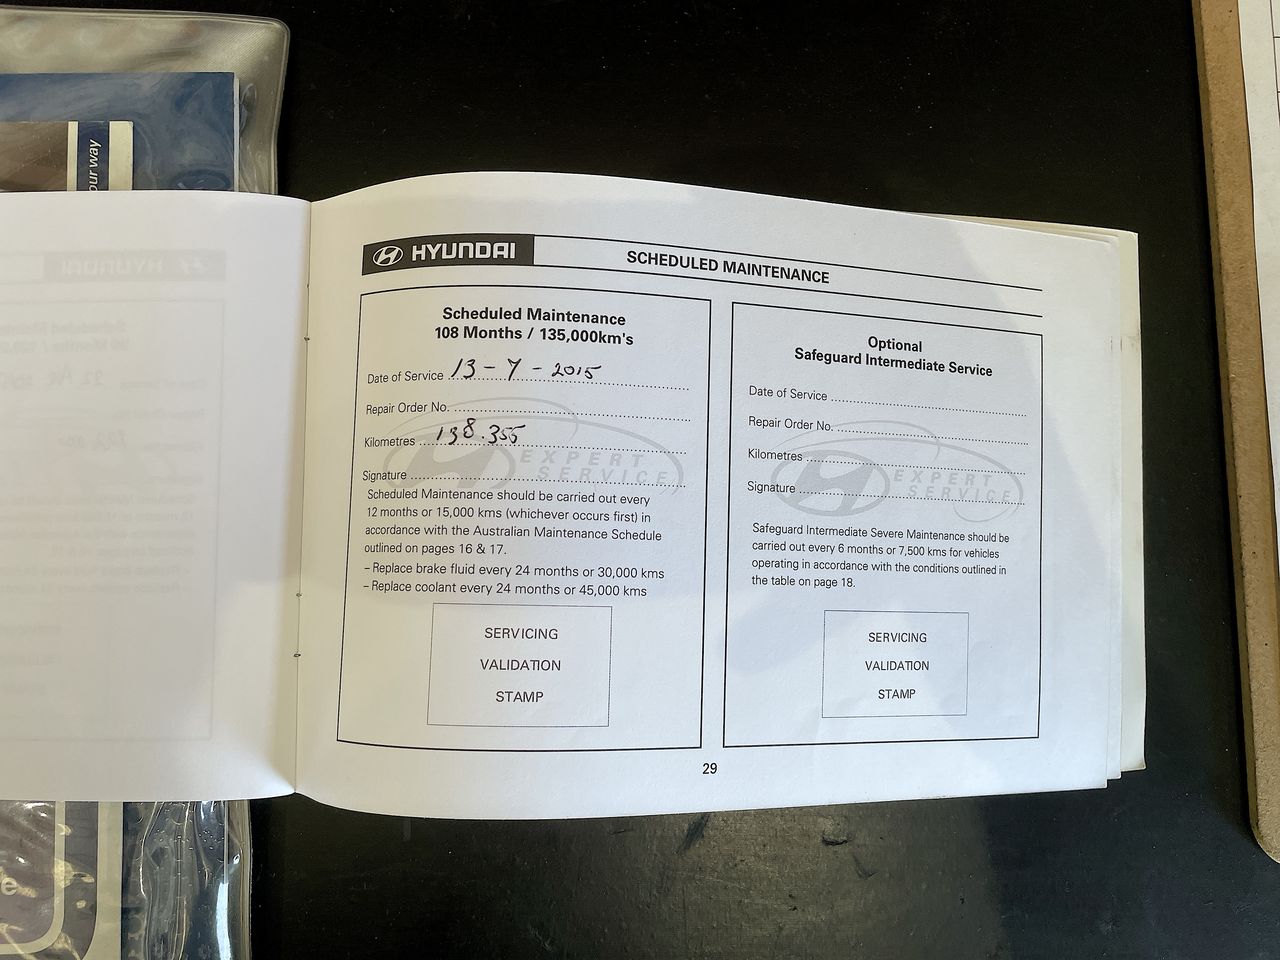 our way
HYUNDAI
SCHEDULED MAINTENANCE
Scheduled Maintenance
108 Months / 135,000km's
Date of Service 13 - 7 - 2015
Repair Order No.
Kilometres 138.355
Signature
EXPERT
SERVICE
Scheduled Maintenance should be carried out every
12 months or 15,000 kms (whichever occurs first) in
accordance with the Australian Maintenance Schedule
outlined on pages 16 & 17.
– Replace brake fluid every 24 months or 30,000 kms
– Replace coolant every 24 months or 45,000 kms
SERVICING
VALIDATION
STAMP
Optional
Safeguard Intermediate Service
Date of Service
Repair Order No.
Kilometres
Signature
EXPERT
SERVICE
Safeguard Intermediate Severe Maintenance should be
carried out every 6 months or 7,500 kms for vehicles
operating in accordance with the conditions outlined in
the table on page 18.
SERVICING
VALIDATION
STAMP
29
e